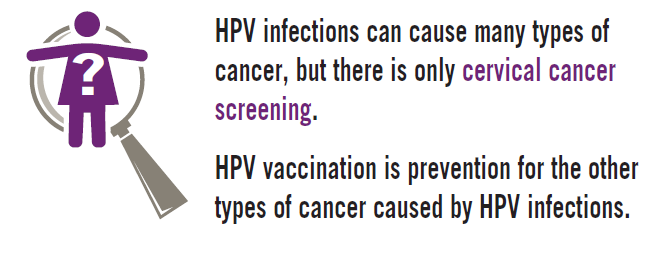 ?
HPV infections can cause many types of
cancer, but there is only cervical cancer
screening.
HPV vaccination is prevention for the other
types of cancer caused by HPV infections.